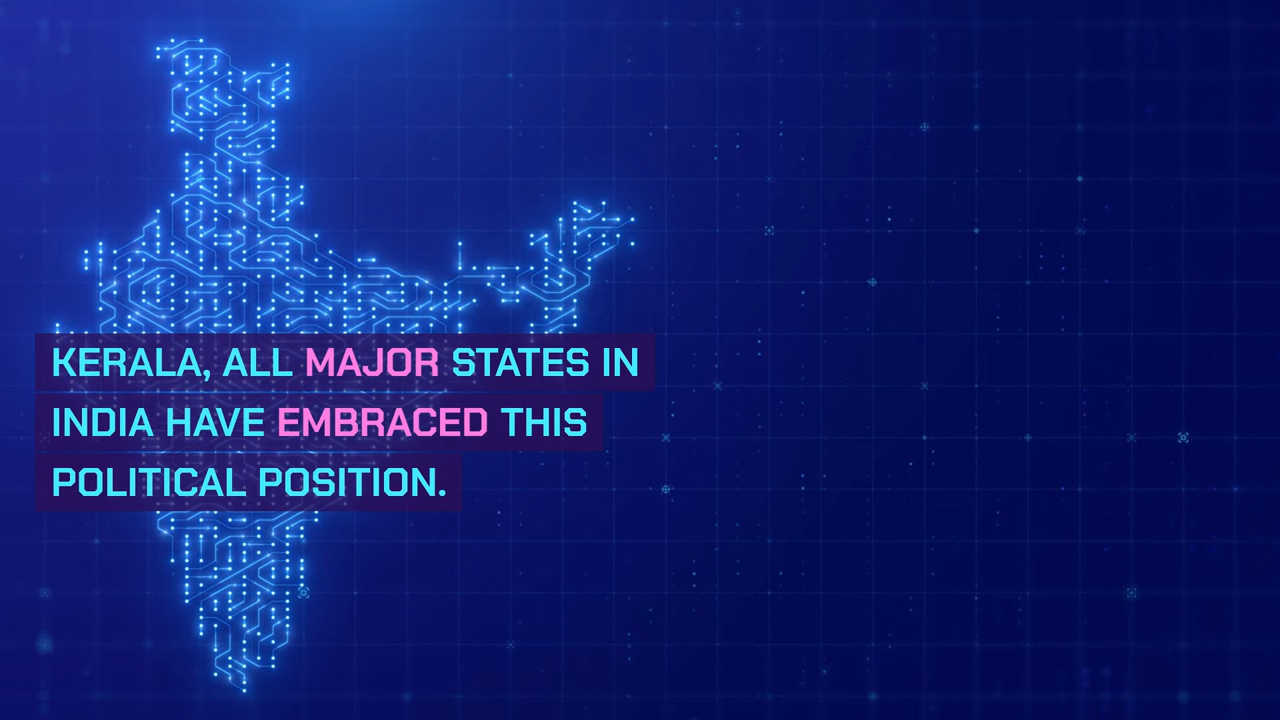 KERALA, ALL MAJOR STATES IN
INDIA HAVE EMBRACED THIS
POLITICAL POSITION.